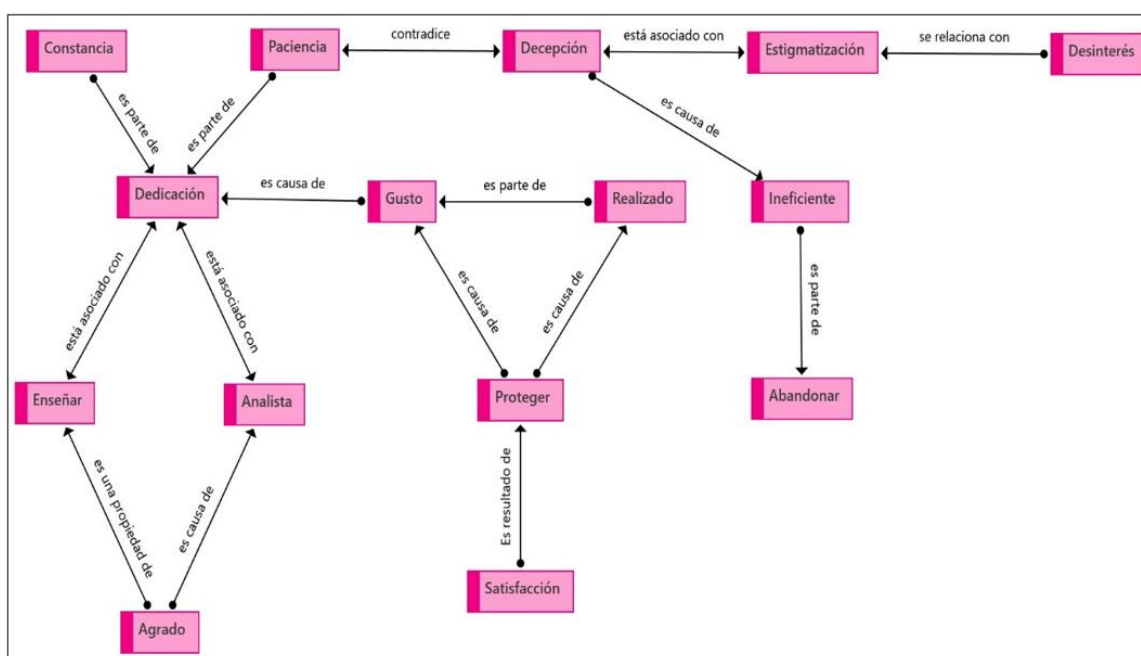 Constancia
Paciencia
contradice
Decepción
está asociado con
Estigmatización
se relaciona con
Desinterés
es parte de
es parte de
es causa de
Dedicación
es causa de
Gusto
es parte de
Realizado
Ineficiente
está asociado con
está asociado con
es causa de
es causa de
es parte de
Enseñar
Analista
Proteger
Abandonar
es una propiedad de
es causa de
Es resultado de
Satisfacción
Agrado